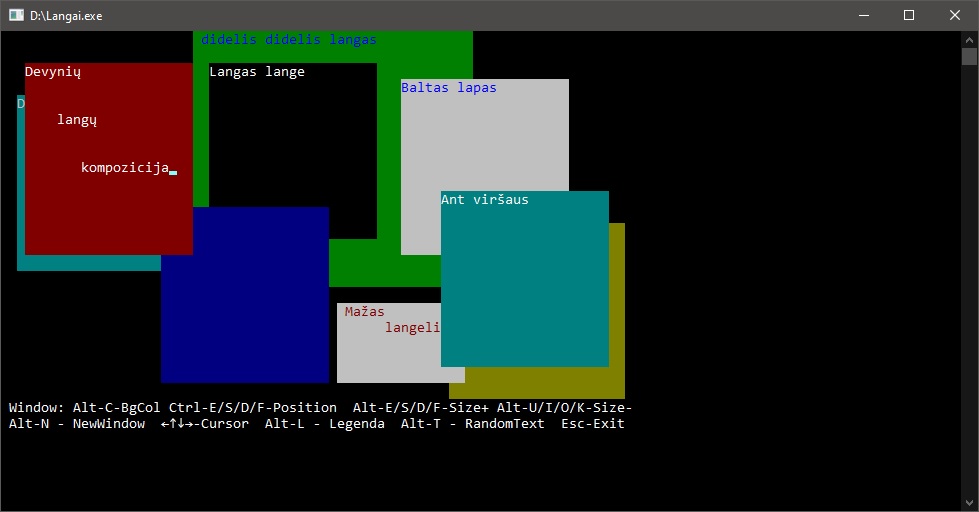 D:\Langai.exe
didelis didelis langas
Devynių
Langas lange
Baltas lapas
D
langų
kompozicija
Ant viršaus
Mažas
langeli
Window: Alt-C-BgCol Ctrl-E/S/D/F-Position Alt-E/S/D/F-Size+ Alt-U/I/O/K-Size-
Alt-N - NewWindow ←↑↓→-Cursor Alt-L - Legenda Alt-T - RandomText Esc-Exit